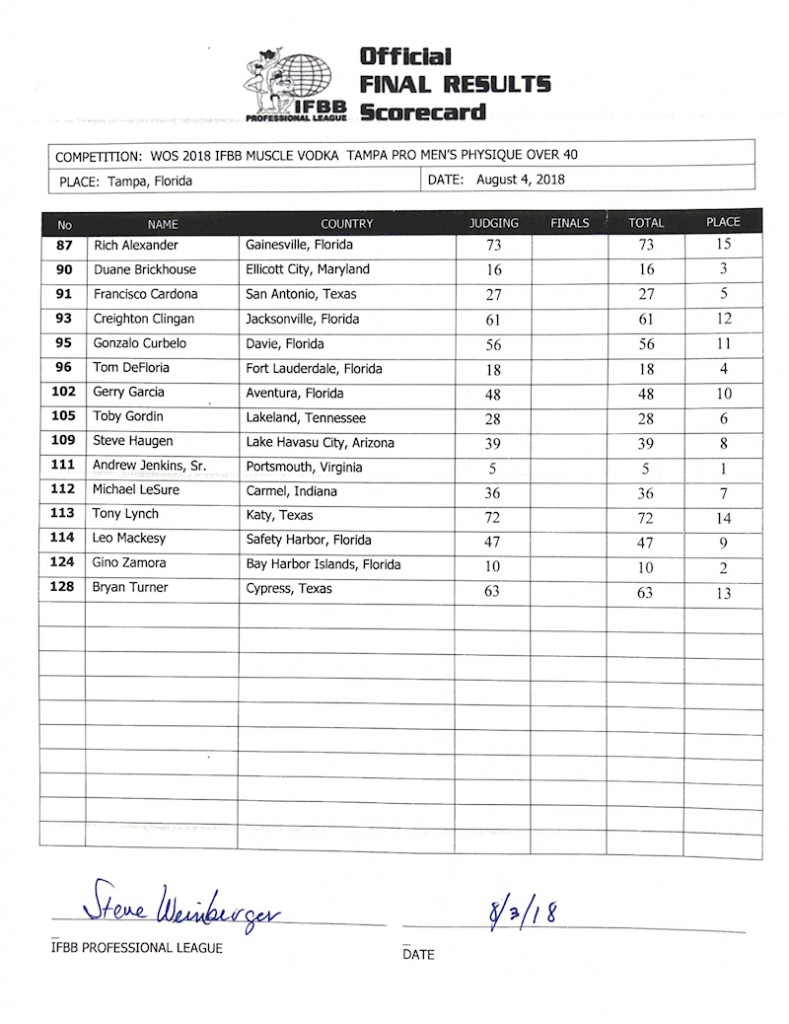 IFBB
PROFESSIONAL LEAGUE
Official
FINAL RESULTS
Scorecard
COMPETITION: WOS 2018 IFBB MUSCLE VODKA TAMPA PRO MEN'S PHYSIQUE OVER 40
PLACE: Tampa, Florida DATE: August 4, 2018
No NAME COUNTRY JUDGING FINALS TOTAL PLACE
87 Rich Alexander Gainesville, Florida 73 73 15
90 Duane Brickhouse Ellicott City, Maryland 16 16 3
91 Francisco Cardona San Antonio, Texas 27 27 5
93 Creighton Clingan Jacksonville, Florida 61 61 12
95 Gonzalo Curbelo Davie, Florida 56 56 11
96 Tom DeFloria Fort Lauderdale, Florida 18 18 4
102 Gerry Garcia Aventura, Florida 48 48 10
105 Toby Gordin Lakeland, Tennessee 28 28 6
109 Steve Haugen Lake Havasu City, Arizona 39 39 8
111 Andrew Jenkins, Sr. Portsmouth, Virginia 5 5 1
112 Michael LeSure Carmel, Indiana 36 36 7
113 Tony Lynch Katy, Texas 72 72 14
114 Leo Mackesy Safety Harbor, Florida 47 47 9
124 Gino Zamora Bay Harbor Islands, Florida 10 10 2
128 Bryan Turner Cypress, Texas 63 63 13
Steve Weinberger 8/3/18
IFBB PROFESSIONAL LEAGUE DATE